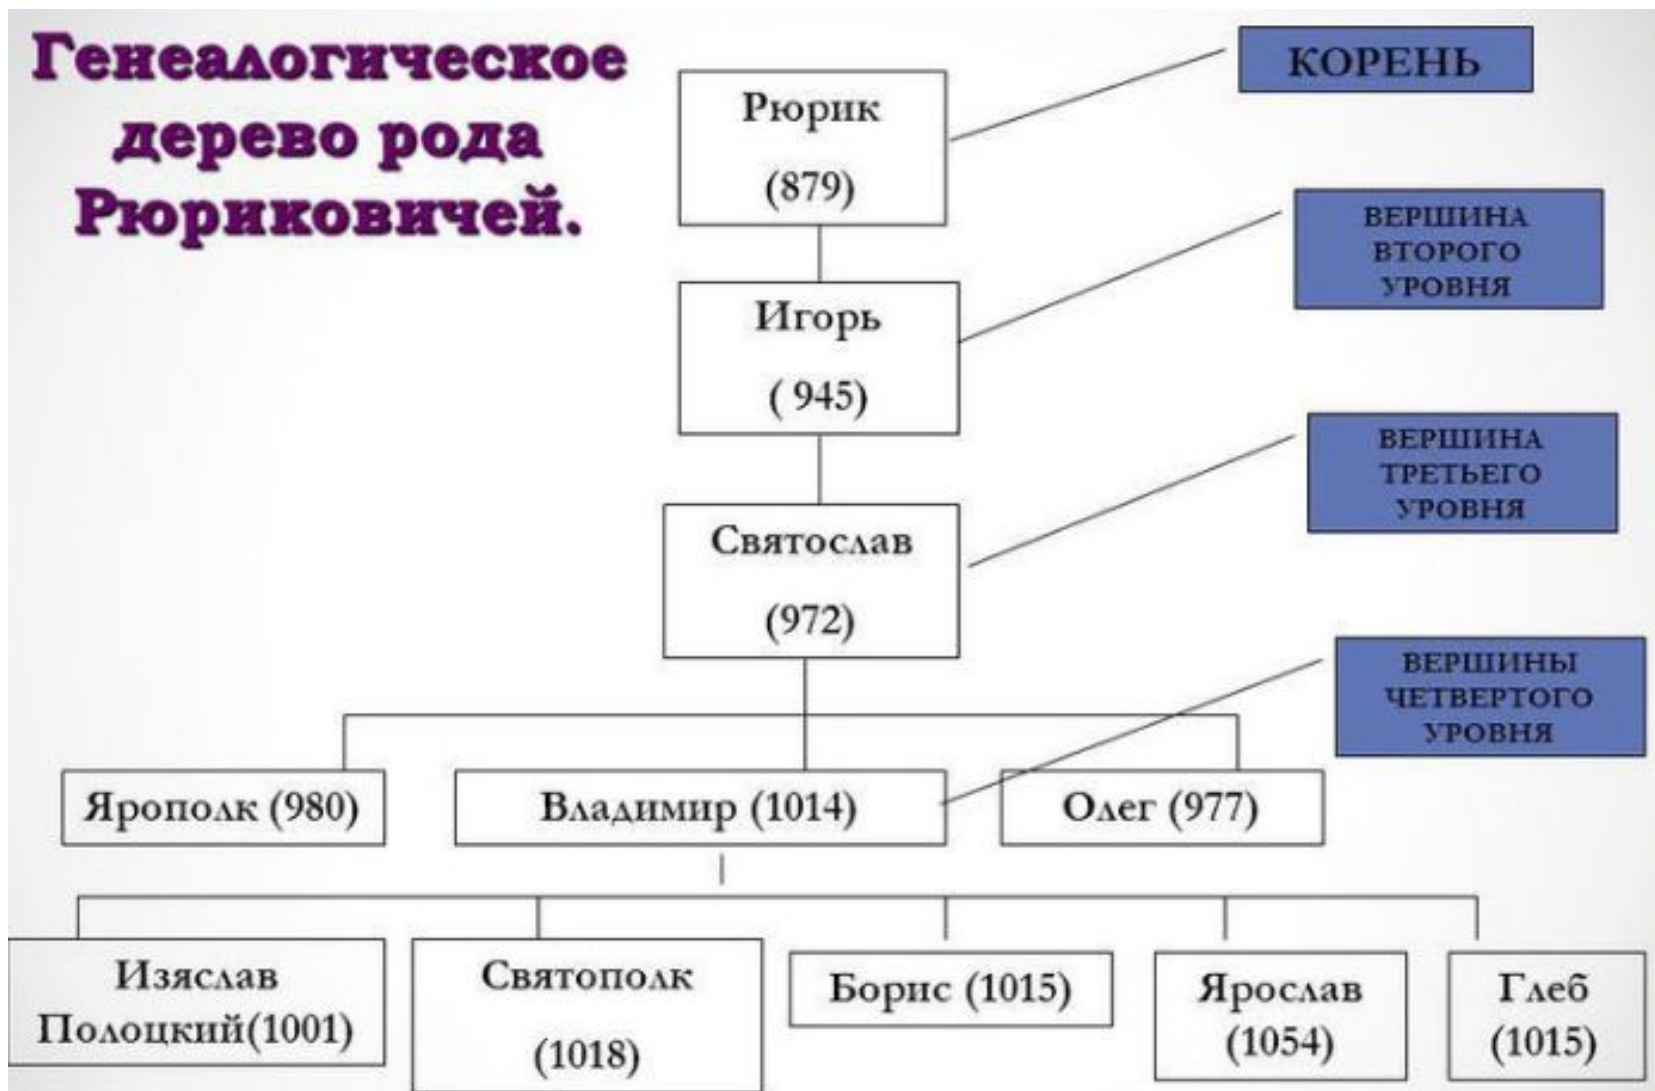 Генеалогическое
дерево рода
Рюриковичей.
КОРЕНЬ
Рюрик
(879)
ВЕРШИНА
ВТОРОГО
УРОВНЯ
Игорь
( 945)
ВЕРШИНА
ТРЕТЬЕГО
УРОВНЯ
Святослав
(972)
ВЕРШИНЫ
ЧЕТВЕРТОГО
УРОВНЯ
Ярополк (980)
Владимир (1014)
Олег (977)
Изяслав
Полоцкий(1001)
Святополк
(1018)
Борис (1015)
Ярослав
(1054)
Глеб
(1015)